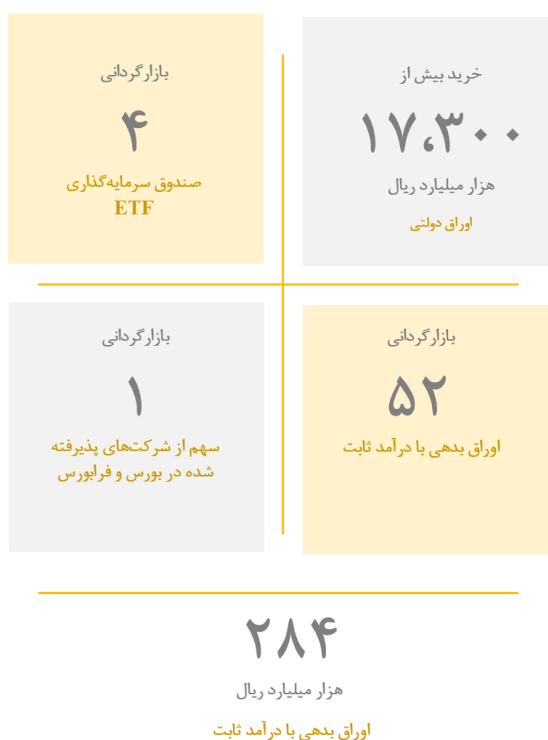 خرید بیش از
۱۷،۳۰۰
هزار میلیارد ریال
اوراق دولتی
بازارگردانی
۴
صندوق سرمایه‌گذاری
ETF
بازارگردانی
۵۲
اوراق بدهی با درآمد ثابت
بازارگردانی
۱
سهم از شرکت‌های پذیرفته
شده در بورس و فرابورس
۲۸۴
هزار میلیارد ریال
اوراق بدهی با درآمد ثابت